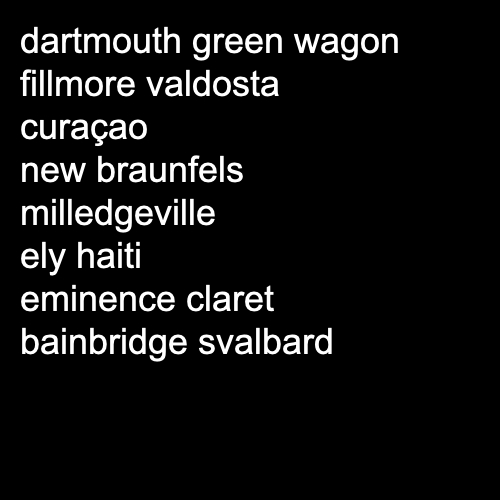 dartmouth green wagon
fillmore valdosta
curaçao
new braunfels
milledgeville
ely haiti
eminence claret
bainbridge svalbard